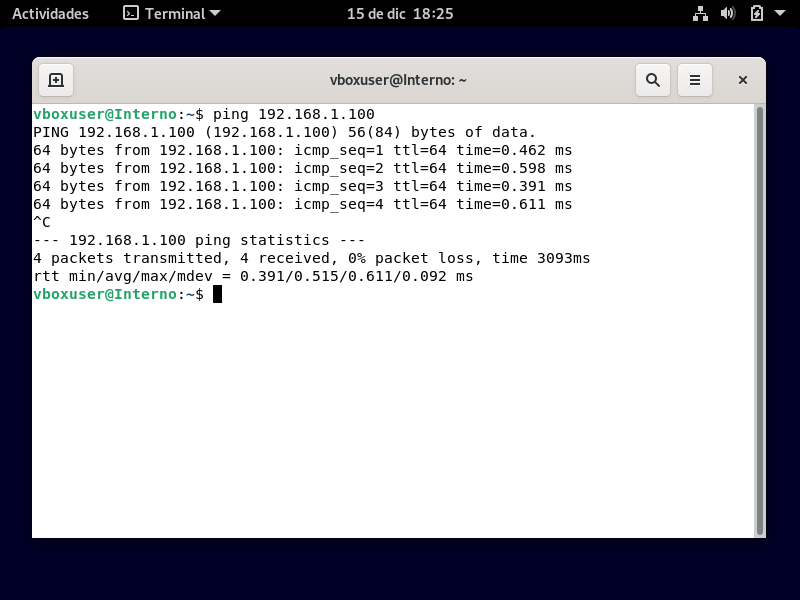 Actividades Terminal 15 de dic 18:25
vboxuser@Interno: ~
vboxuser@Interno:~$ ping 192.168.1.100
PING 192.168.1.100 (192.168.1.100) 56(84) bytes of data.
64 bytes from 192.168.1.100: icmp_seq=1 ttl=64 time=0.462 ms
64 bytes from 192.168.1.100: icmp_seq=2 ttl=64 time=0.598 ms
64 bytes from 192.168.1.100: icmp_seq=3 ttl=64 time=0.391 ms
64 bytes from 192.168.1.100: icmp_seq=4 ttl=64 time=0.611 ms
^C
--- 192.168.1.100 ping statistics ---
4 packets transmitted, 4 received, 0% packet loss, time 3093ms
rtt min/avg/max/mdev = 0.391/0.515/0.611/0.092 ms
vboxuser@Interno:~$